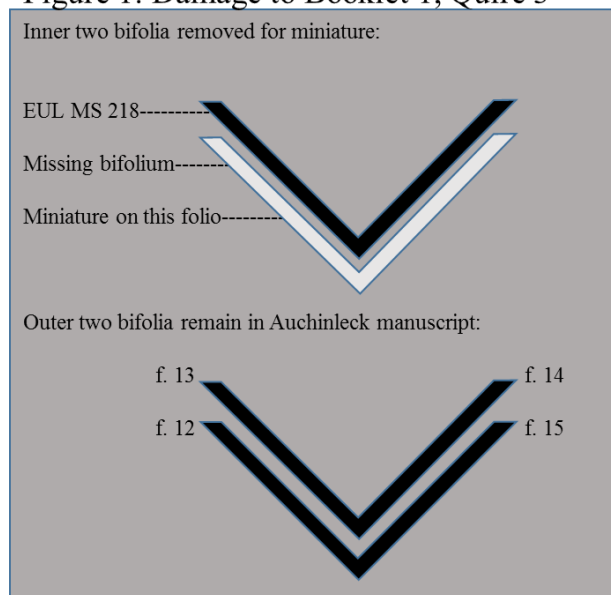 Figure 1: Damage to Booklet 1, Quire 3
Inner two bifolia removed for miniature:
EUL MS 218----------
Missing bifolium-------
Miniature on this folio--------
Outer two bifolia remain in Auchinleck manuscript:
f. 13 f. 14
f. 12 f. 15